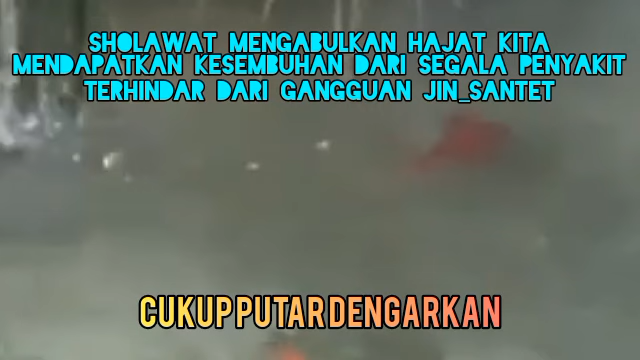 SHOLAWAT MENGABULKAN HAJAT KITA
MENDAPATKAN KESEMBUHAN DARI SEGALA PENYAKIT
TERHINDAR DARI GANGGUAN JIN_SANTET
CUKUP PUTAR DENGARKAN